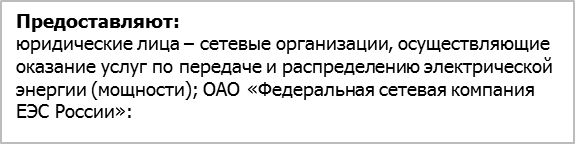 Предоставляют:
юридические лица – сетевые организации, осуществляющие
оказание услуг по передаче и распределению электрической
энергии (мощности); ОАО «Федеральная сетевая компания
ЕЭС России»: